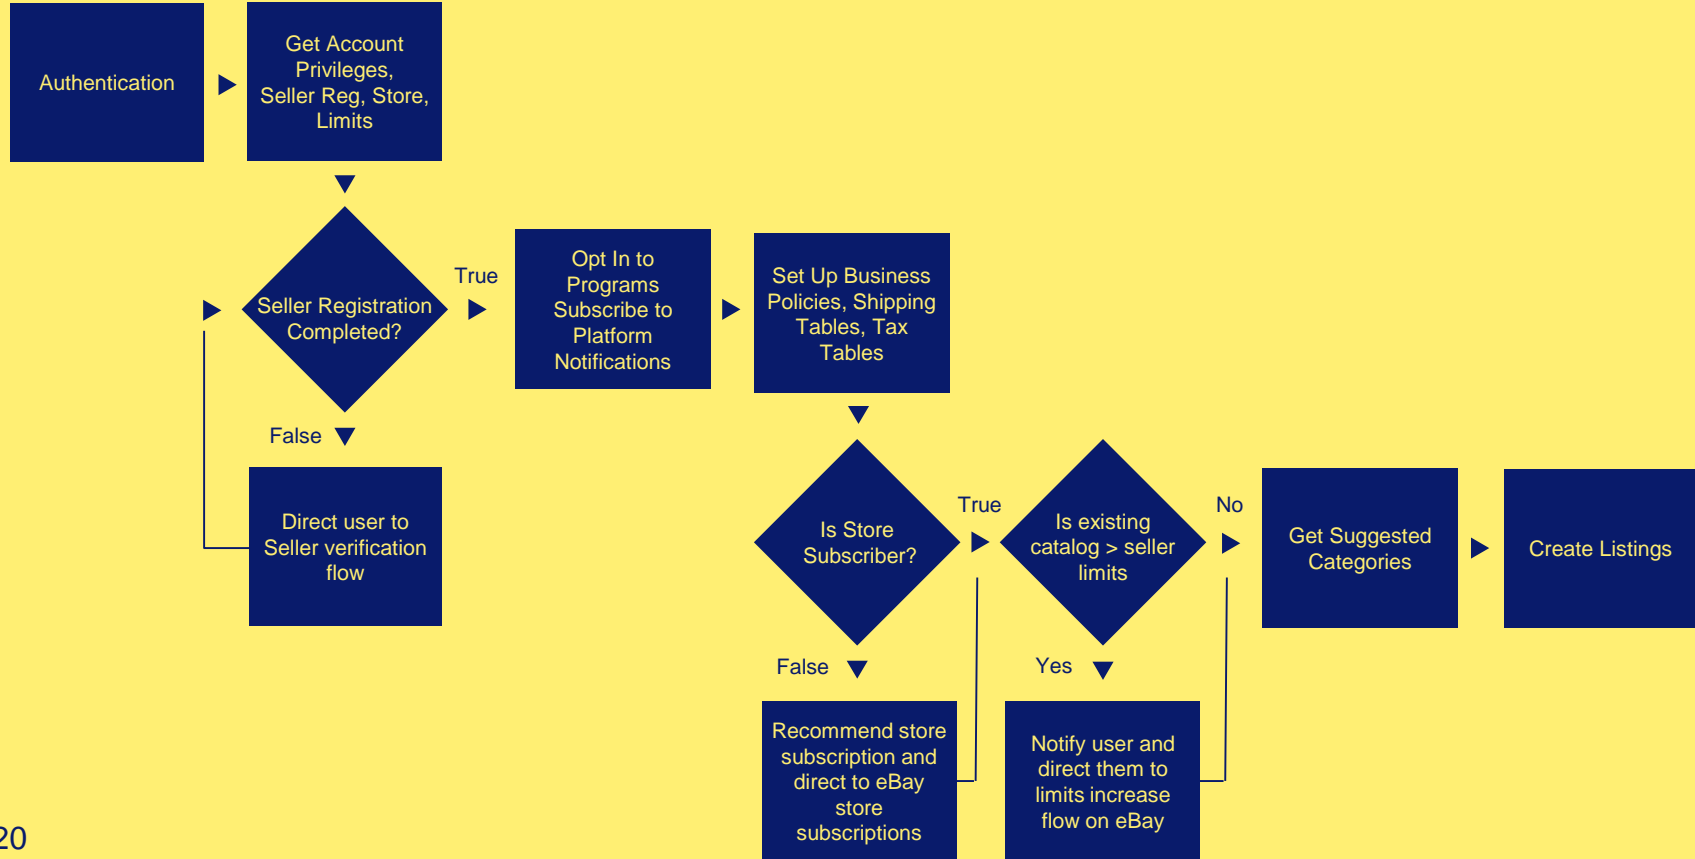 Authentication
Get Account
Privileges,
Seller Reg, Store,
Limits
Seller Registration
Completed?
True
False
Direct user to
Seller verification
flow
Opt In to
Programs
Subscribe to
Platform
Notifications
Set Up Business
Policies, Shipping
Tables, Tax
Tables
Is Store
Subscriber?
True
False
Recommend store
subscription and
direct to eBay
store
subscriptions
Is existing
catalog > seller
limits
No
Yes
Notify user and
direct them to
limits increase
flow on eBay
Get Suggested
Categories
Create Listings
20